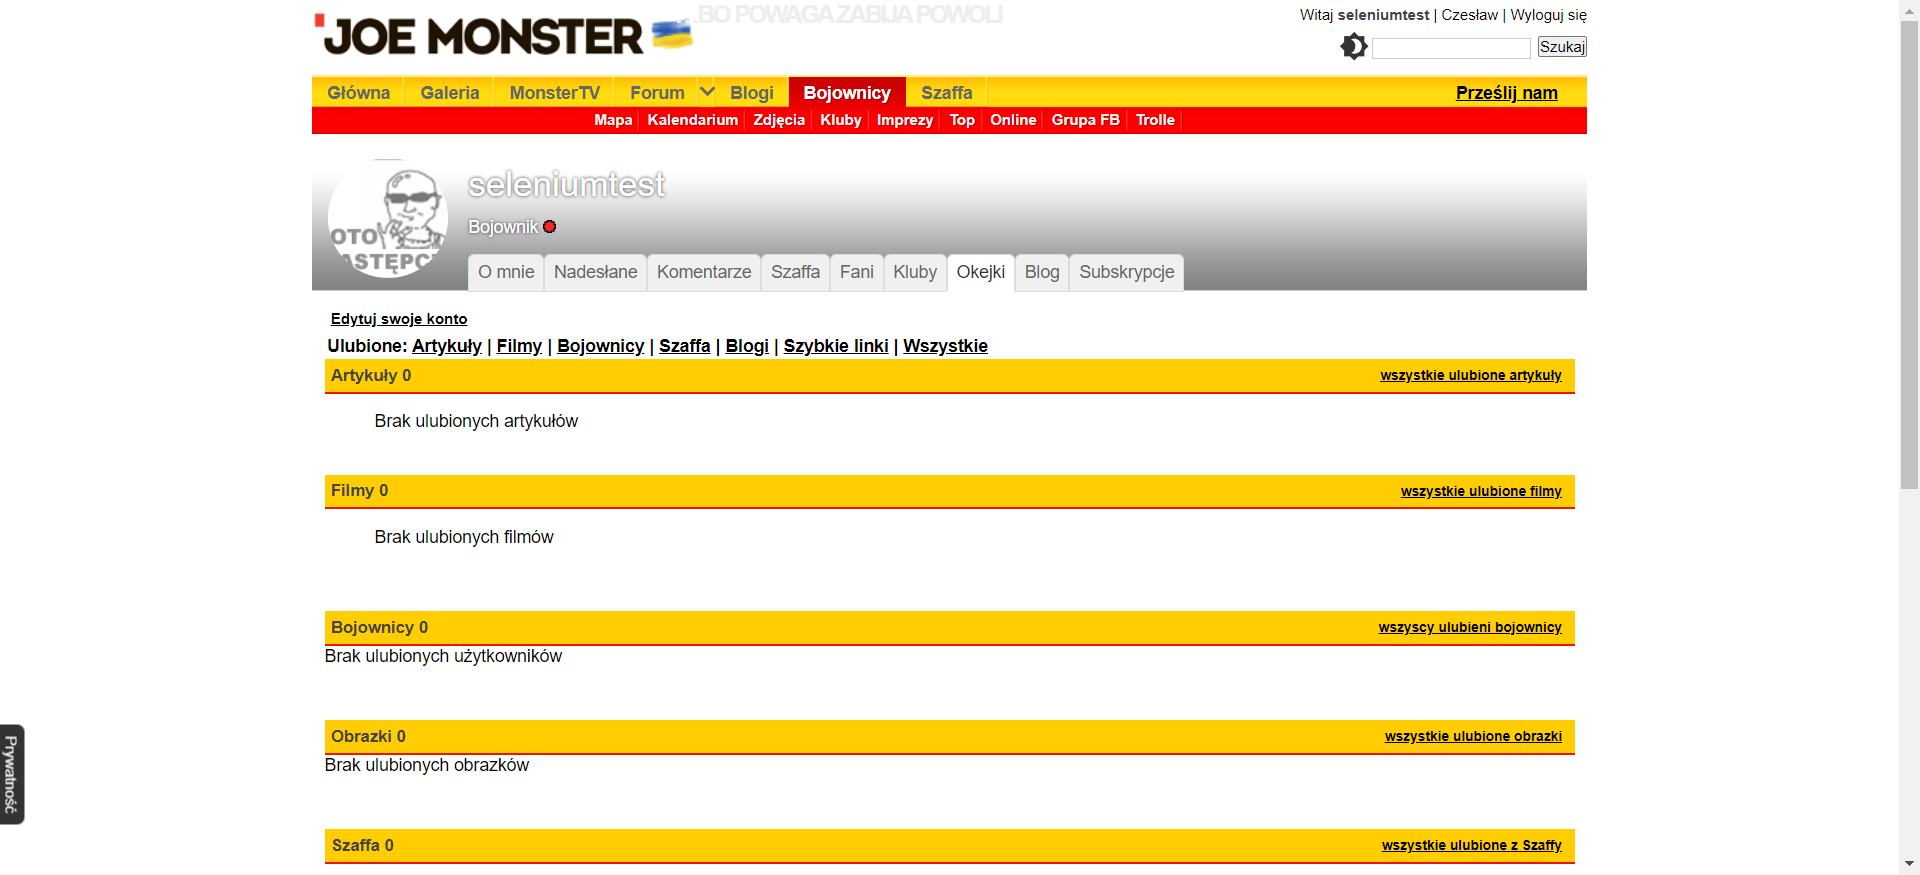 JOE MONSTER
.BO POWAGA ZABIJA POWOLI
Witaj seleniumtest | Czesław | Wyloguj się
Szukaj
Główna Galeria MonsterTV Forum Blogi Bojownicy Szaffa Prześlij nam
Mapa Kalendarium Zdjęcia Kluby Imprezy Top Online Grupa FB Trolle
seleniumtest
Bojownik
OTO
ASTĘPC
O mnie Nadesłane Komentarze Szaffa Fani Kluby Okejki Blog Subskrypcje
Edytuj swoje konto
Ulubione: Artykuły | Filmy | Bojownicy | Szaffa | Blogi | Szybkie linki | Wszystkie
Artykuły 0 wszystkie ulubione artykuły
Brak ulubionych artykułów
Filmy 0 wszystkie ulubione filmy
Brak ulubionych filmów
Bojownicy 0 wszyscy ulubieni bojownicy
Brak ulubionych użytkowników
Obrazki 0 wszystkie ulubione obrazki
Brak ulubionych obrazków
Szaffa 0 wszystkie ulubione z Szaffy
Prywatność